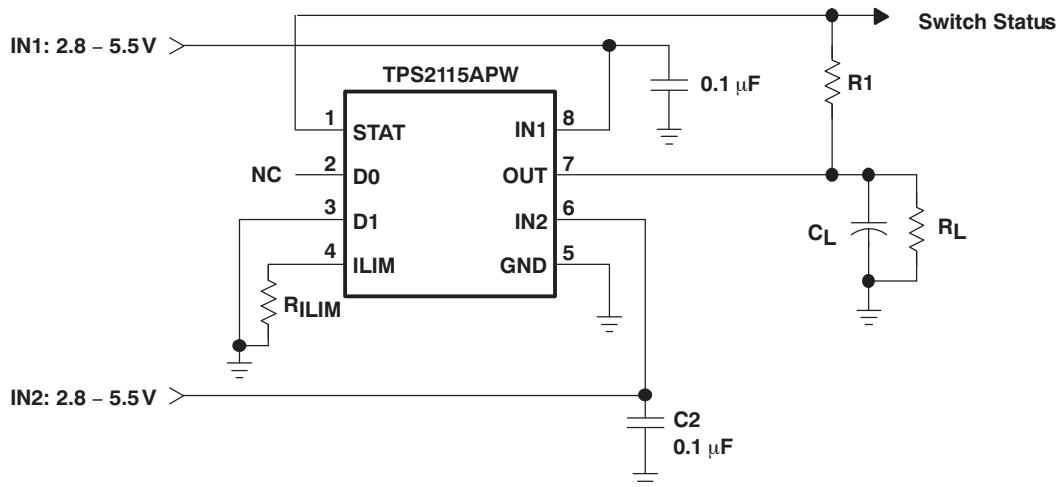 Switch Status
IN1: 2.8 – 5.5V
TPS2115APW
0.1 μF
R1
1
STAT
IN1
8
NC
2
D0
OUT
7
3
D1
IN2
6
CL
RL
4
ILIM
GND
5
RILIM
IN2: 2.8 – 5.5V
C2
0.1 μF